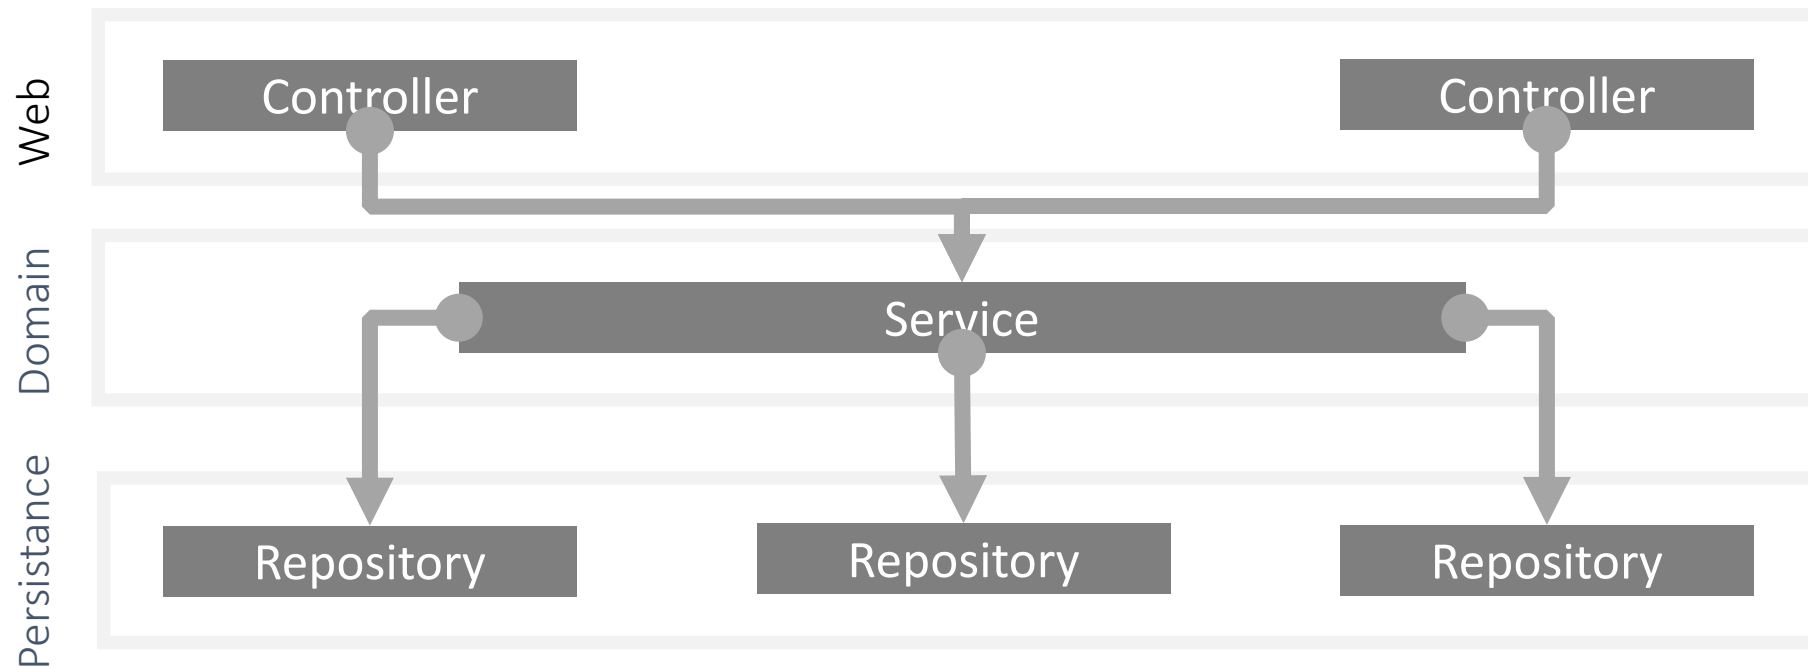 Web
Controller
Controller
Domain
Service
Persistance
Repository
Repository
Repository